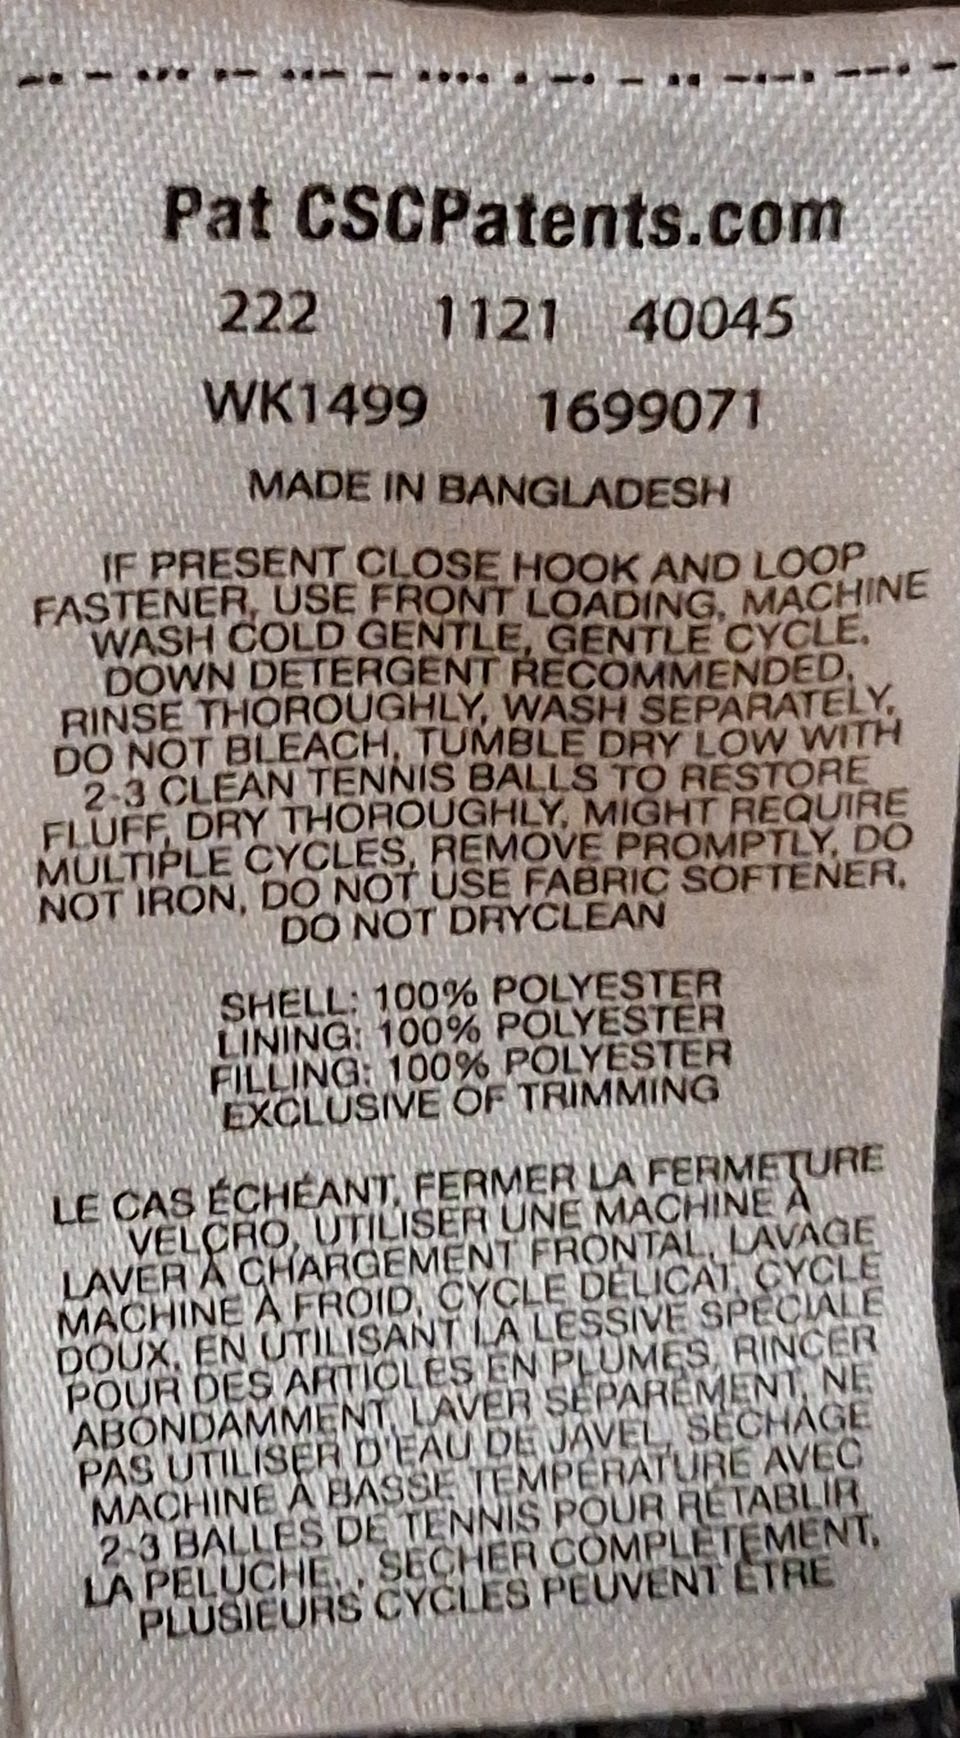 –· – ··· ·– ··– – ···· · –· – ·· –·–· ––· –
Pat CSCPatents.com
222 1121 40045
WK1499 1699071
MADE IN BANGLADESH
IF PRESENT CLOSE HOOK AND LOOP
FASTENER, USE FRONT LOADING, MACHINE
WASH COLD GENTLE, GENTLE CYCLE,
DOWN DETERGENT RECOMMENDED,
RINSE THOROUGHLY, WASH SEPARATELY,
DO NOT BLEACH, TUMBLE DRY LOW WITH
2-3 CLEAN TENNIS BALLS TO RESTORE
FLUFF, DRY THOROUGHLY, MIGHT REQUIRE
MULTIPLE CYCLES, REMOVE PROMPTLY, DO
NOT IRON, DO NOT USE FABRIC SOFTENER,
DO NOT DRYCLEAN
SHELL: 100% POLYESTER
LINING: 100% POLYESTER
FILLING: 100% POLYESTER
EXCLUSIVE OF TRIMMING
LE CAS ÉCHÉANT, FERMER LA FERMETURE
VELCRO, UTILISER UNE MACHINE À
LAVER À CHARGEMENT FRONTAL, LAVAGE
MACHINE À FROID, CYCLE DÉLICAT, CYCLE
DOUX, EN UTILISANT LA LESSIVE SPÉCIALE
POUR DES ARTICLES EN PLUMES, RINCER
ABONDAMMENT, LAVER SÉPARÉMENT, NE
PAS UTILISER D'EAU DE JAVEL, SÉCHAGE
MACHINE À BASSE TEMPÉRATURE AVEC
2-3 BALLES DE TENNIS POUR RÉTABLIR
LA PELUCHE, , SÉCHER COMPLÈTEMENT,
PLUSIEURS CYCLES PEUVENT ÊTRE